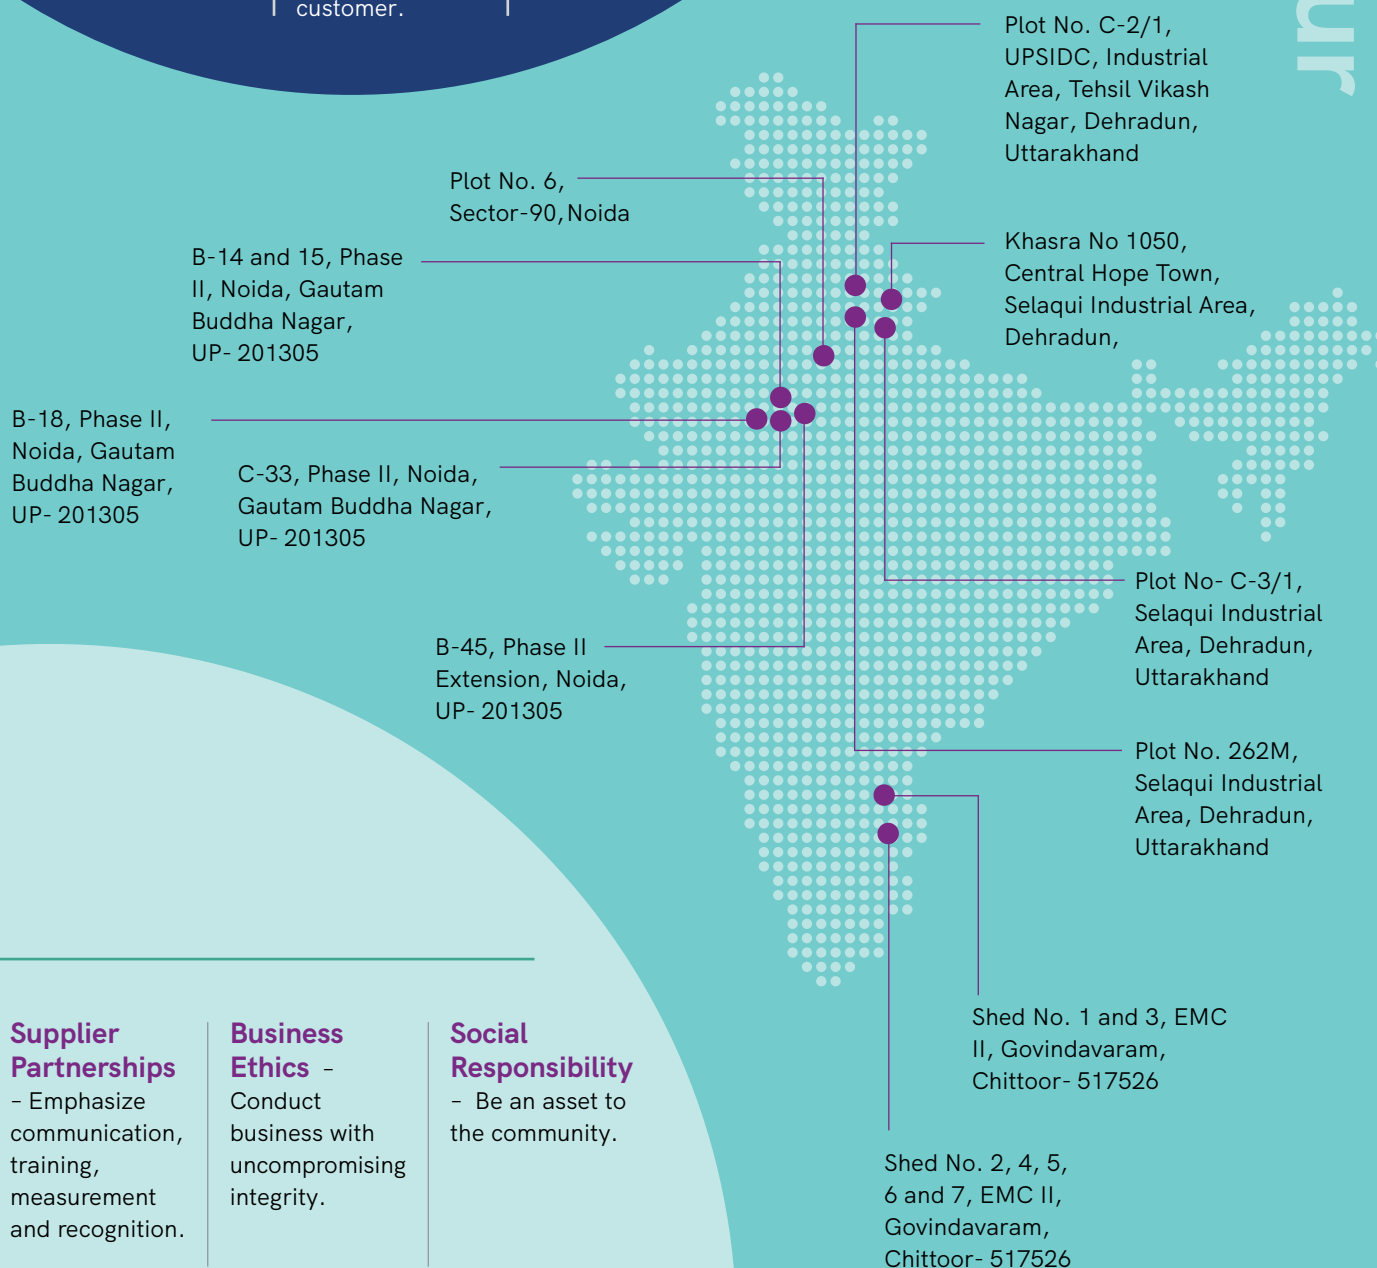 customer.
ur
Plot No. C-2/1,
UPSIDC, Industrial
Area, Tehsil Vikash
Nagar, Dehradun,
Uttarakhand
Plot No. 6,
Sector-90, Noida
Khasra No 1050,
Central Hope Town,
Selaqui Industrial Area,
Dehradun,
B-14 and 15, Phase
II, Noida, Gautam
Buddha Nagar,
UP- 201305
B-18, Phase II,
Noida, Gautam
Buddha Nagar,
UP- 201305
C-33, Phase II, Noida,
Gautam Buddha Nagar,
UP- 201305
Plot No- C-3/1,
Selaqui Industrial
Area, Dehradun,
Uttarakhand
B-45, Phase II
Extension, Noida,
UP- 201305
Plot No. 262M,
Selaqui Industrial
Area, Dehradun,
Uttarakhand
Shed No. 1 and 3, EMC
II, Govindavaram,
Chittoor- 517526
Shed No. 2, 4, 5,
6 and 7, EMC II,
Govindavaram,
Chittoor- 517526
Supplier
Partnerships
– Emphasize
communication,
training,
measurement
and recognition.
Business
Ethics –
Conduct
business with
uncompromising
integrity.
Social
Responsibility
– Be an asset to
the community.